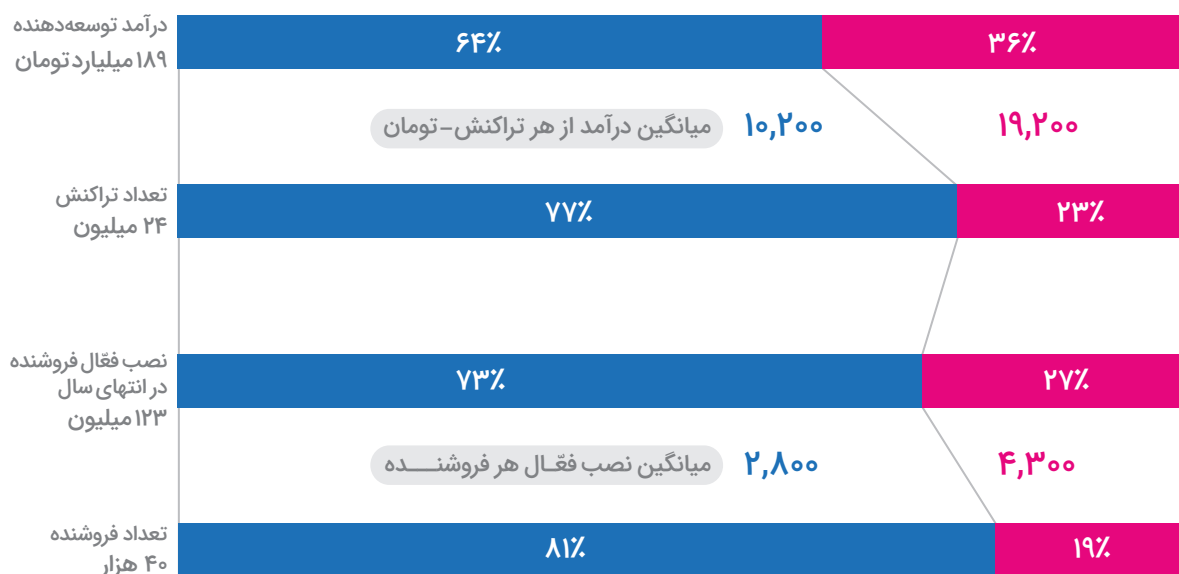 درآمد توسعه‌دهنده
۱۸۹ میلیارد تومان
۳۶٪
۶۴٪
۱۹,۲۰۰
۱۰,۲۰۰
میانگین درآمد از هر تراکنش-تومان
تعداد تراکنش
۲۴ میلیون
۲۳٪
۷۷٪
نصب فعّال فروشنده
در انتهای سال
۱۲۳ میلیون
۲۷٪
۷۳٪
۴,۳۰۰
۲,۸۰۰
میانگین نصب فعّـال هر فروشنـــده
تعداد فروشنده
۴۰ هزار
۱۹٪
۸۱٪